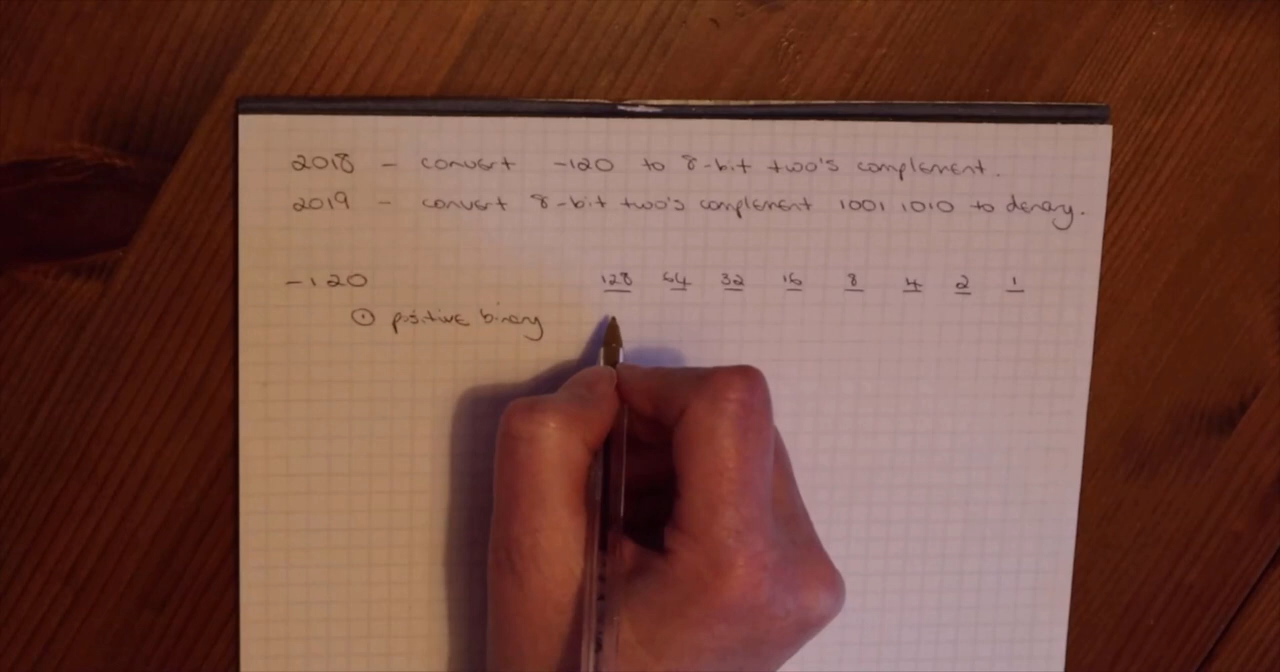 2018 - convert -120 to 8-bit two's complement.
2019 - convert 8-bit two's complement 1001 1010 to denary.
-120 128 64 32 16 8 4 2 1
① positive binary